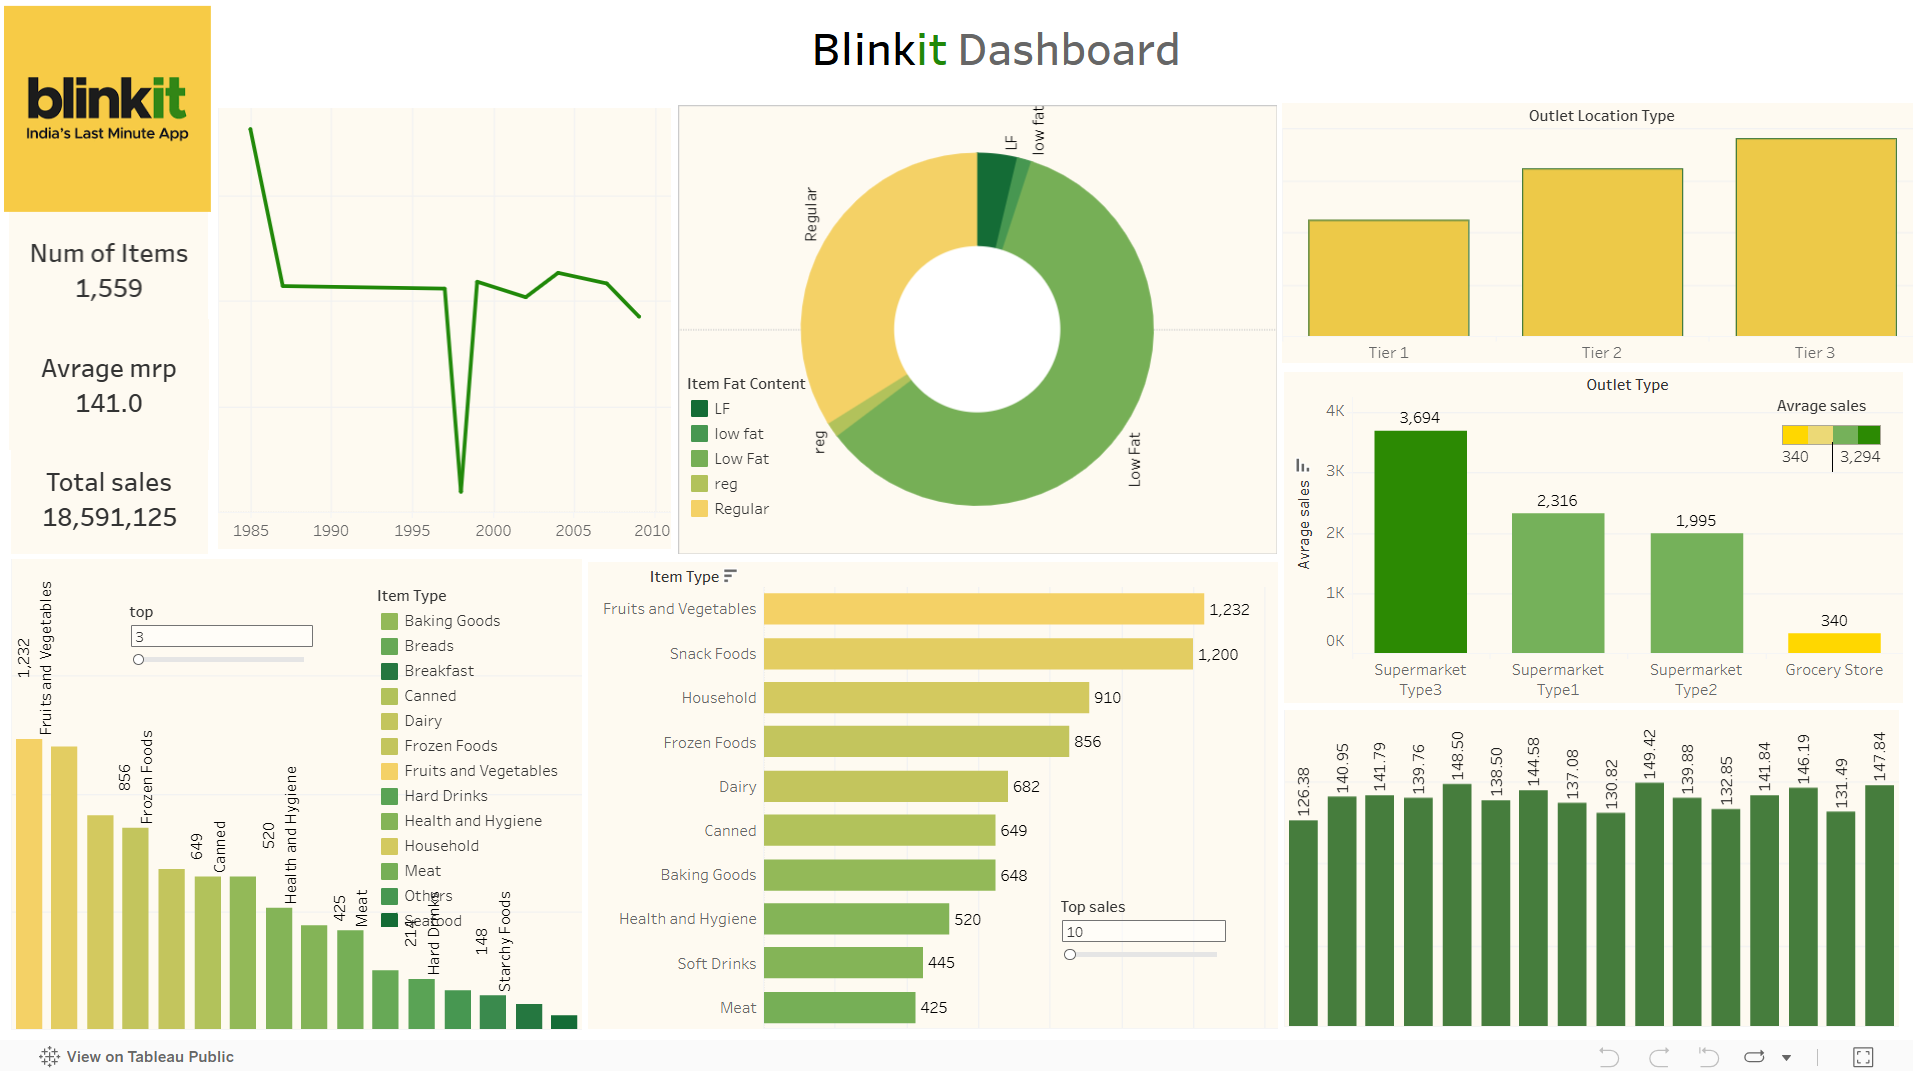 Blinkit Dashboard
blinkit
India's Last Minute App
Num of Items
1,559
Avrage mrp
141.0
Total sales
18,591,125
1985
1990
1995
2000
2005
2010
LF
low fat
Regular
reg
Low Fat
Item Fat Content
LF
low fat
Low Fat
reg
Regular
Outlet Location Type
Tier 1
Tier 2
Tier 3
Outlet Type
Avrage sales
340
3,294
Avrage sales
4K
3K
2K
1K
0K
3,694
2,316
1,995
340
Supermarket
Type3
Supermarket
Type1
Supermarket
Type2
Grocery Store
1,232
Fruits and Vegetables
856
Frozen Foods
649
Canned
520
Health and Hygiene
425
Meat
214
Hard Drinks
148
Starchy Foods
top
3
Item Type
Baking Goods
Breads
Breakfast
Canned
Dairy
Frozen Foods
Fruits and Vegetables
Hard Drinks
Health and Hygiene
Household
Meat
Others
Seafood
Item Type
Fruits and Vegetables
1,232
Snack Foods
1,200
Household
910
Frozen Foods
856
Dairy
682
Canned
649
Baking Goods
648
Health and Hygiene
520
Soft Drinks
445
Meat
425
Top sales
10
126.38
140.95
141.79
139.76
148.50
138.50
144.58
137.08
130.82
149.42
139.88
132.85
141.84
146.19
131.49
147.84
View on Tableau Public